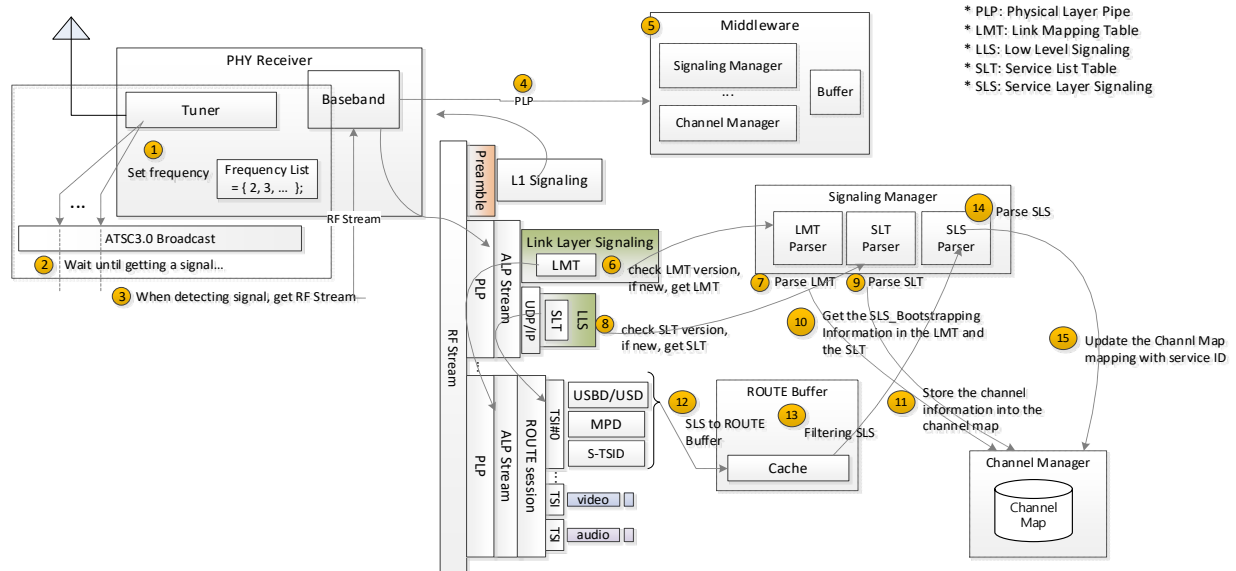 * PLP: Physical Layer Pipe
* LMT: Link Mapping Table
* LLS: Low Level Signaling
* SLT: Service List Table
* SLS: Service Layer Signaling
PHY Receiver
Tuner
Baseband
1
Set frequency
Frequency List
= { 2, 3, ... };
...
RF Stream
ATSC3.0 Broadcast
2 Wait until getting a signal...
3 When detecting signal, get RF Stream
4
PLP
5
Middleware
Signaling Manager
...
Channel Manager
Buffer
RF Stream
Preamble
L1 Signaling
PLP
ALP Stream
Link Layer Signaling
LMT
6
check LMT version,
if new, get LMT
UDP/IP
SLT
LLS
8
check SLT version,
if new, get SLT
...
PLP
ALP Stream
ROUTE session
TSI#0
USBD/USD
MPD
S-TSID
...
TSI
video
TSI
audio
Signaling Manager
LMT
Parser
SLT
Parser
SLS
Parser
14
Parse SLS
7 Parse LMT
9 Parse SLT
10
Get the SLS_Bootstrapping
Information in the LMT and
the SLT
15
Update the Channl Map
mapping with service ID
12
SLS to ROUTE
Buffer
ROUTE Buffer
13
Filtering SLS
Cache
11
Store the channel
information into the
channel map
Channel Manager
Channel
Map